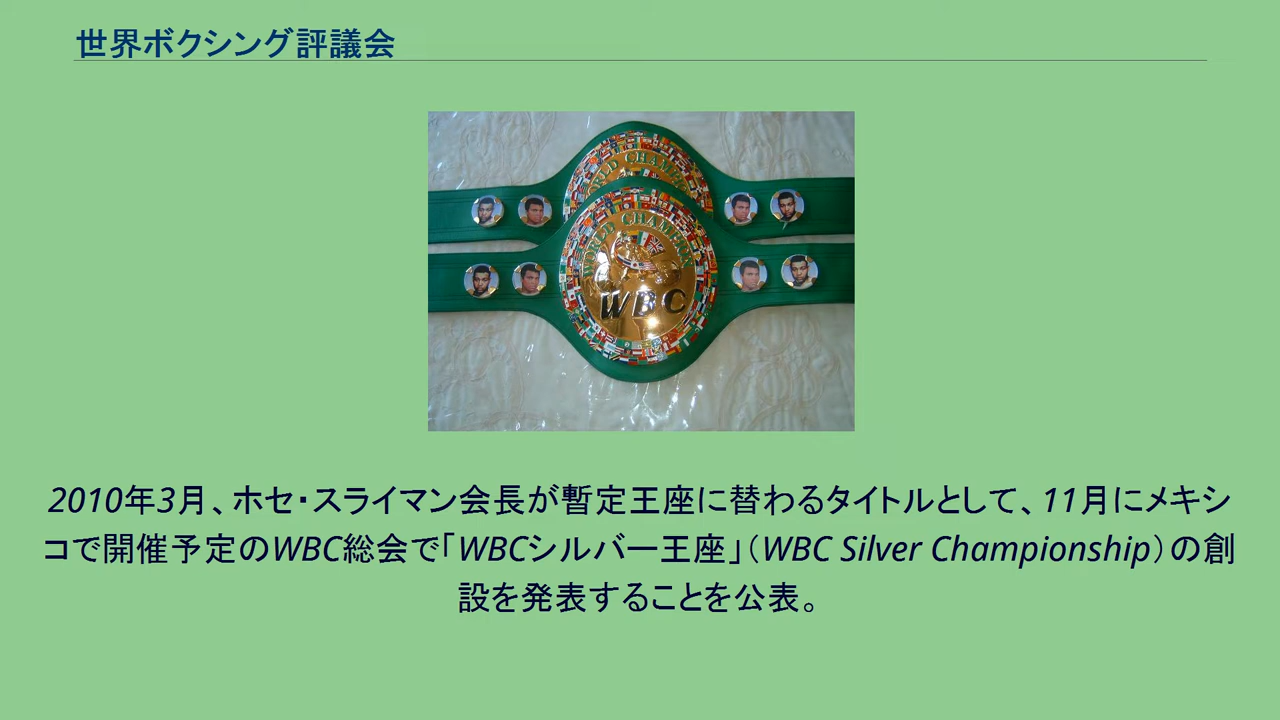 世界ボクシング評議会
WORLD CHAMPION
WORLD CHAMPION
WBC
2010年3月、ホセ・スライマン会長が暫定王座に替わるタイトルとして、11月にメキシ
コで開催予定のWBC総会で「WBCシルバー王座」（WBC Silver Championship）の創
設を発表することを公表。